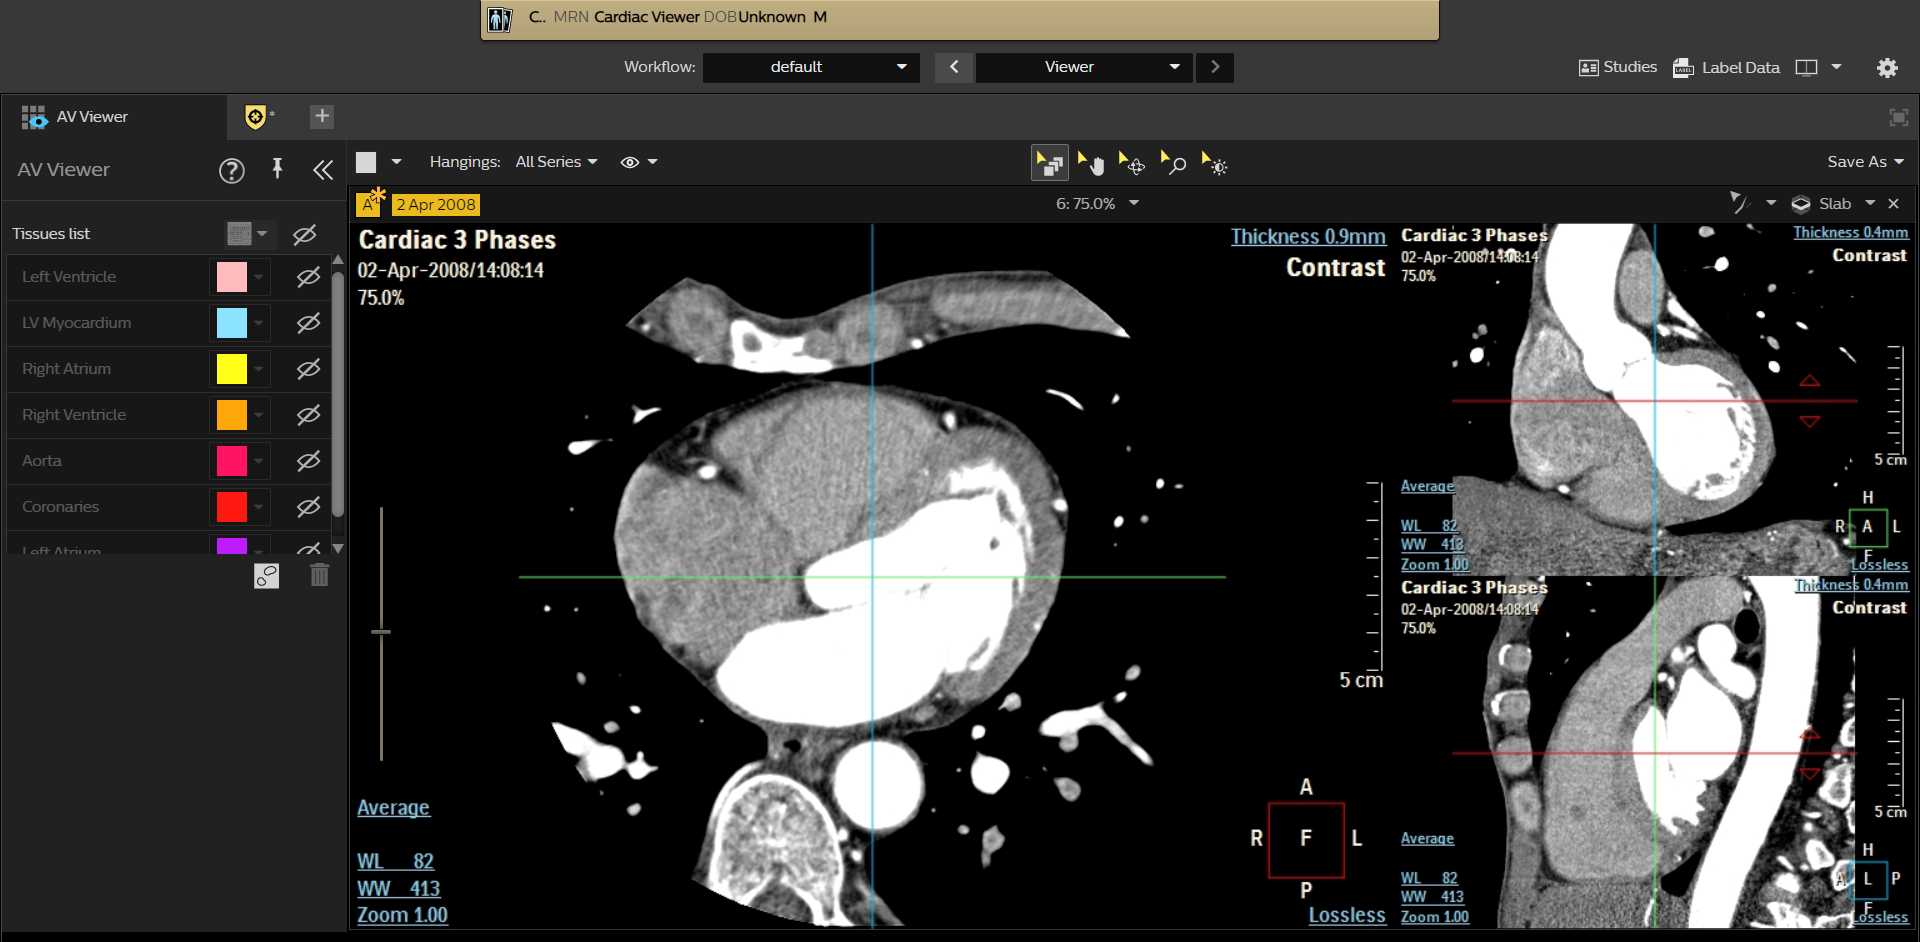 C.. MRN Cardiac Viewer DOB Unknown M
Workflow: default Viewer
Studies Label Data
AV Viewer
AV Viewer
Hangings: All Series
Save As
Tissues list
Left Ventricle
LV Myocardium
Right Atrium
Right Ventricle
Aorta
Coronaries
Left Atrium
A 2 Apr 2008
6: 75.0%
Slab
Cardiac 3 Phases
02-Apr-2008/14:08:14
75.0%
Thickness 0.9mm
Contrast
5 cm
Average
WL 82
WW 413
Zoom 1.00
A
R F L
P
Lossless
Cardiac 3 Phases
02-Apr-2008/14:08:14
75.0%
Thickness 0.4mm
Contrast
5 cm
Average
WL 82
WW 413
Zoom 1.00
H
R A L
F
Lossless
Cardiac 3 Phases
02-Apr-2008/14:08:14
75.0%
Thickness 0.4mm
Contrast
5 cm
Average
WL 82
WW 413
Zoom 1.00
H
A L P
F
Lossless